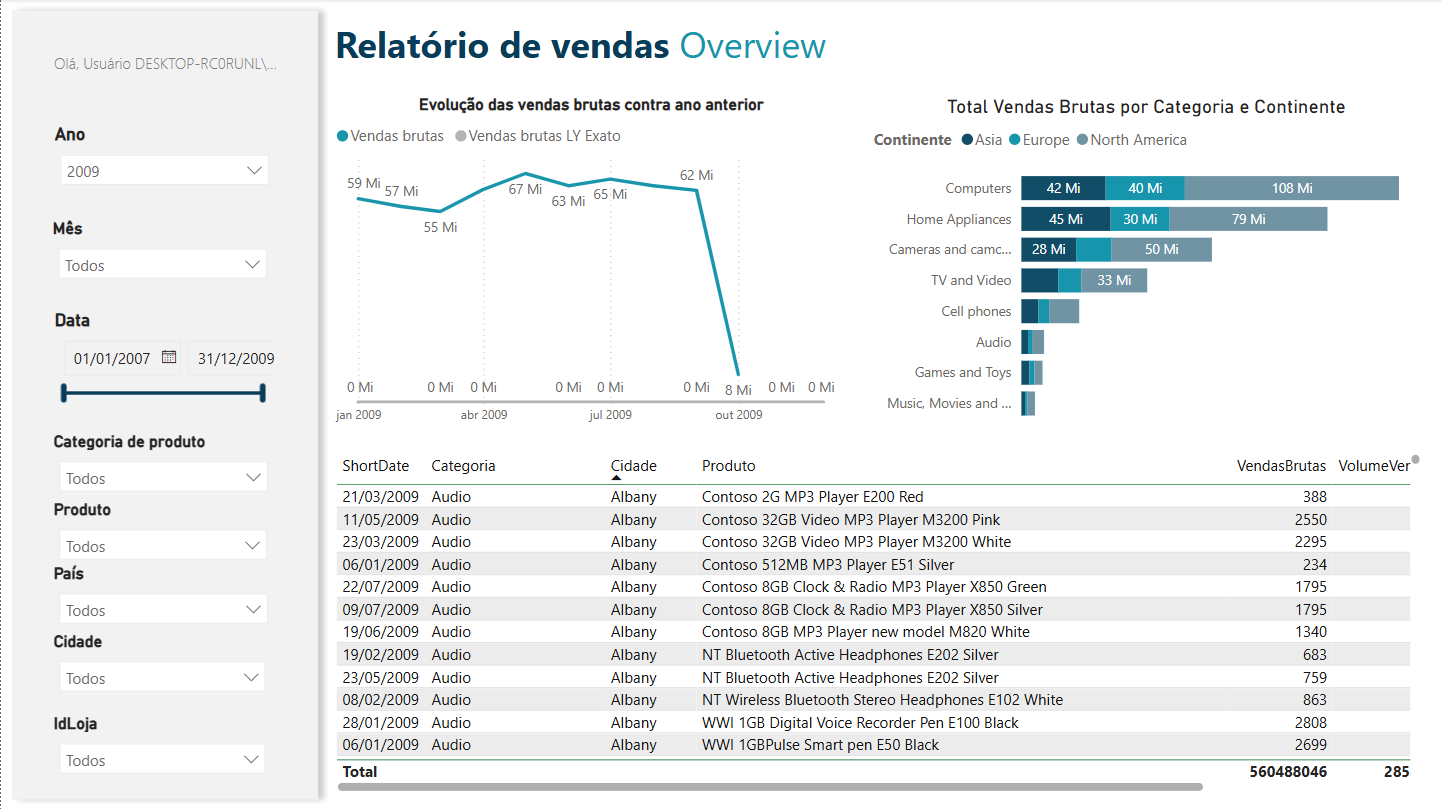 Relatório de vendas Overview
Olá, Usuário DESKTOP-RC0RUNL\...
Ano
2009
Mês
Todos
Data
01/01/2007 31/12/2009
Categoria de produto
Todos
Produto
Todos
País
Todos
Cidade
Todos
IdLoja
Todos
Evolução das vendas brutas contra ano anterior
Vendas brutas Vendas brutas LY Exato
59 Mi 57 Mi 55 Mi 67 Mi 63 Mi 65 Mi 62 Mi 8 Mi
0 Mi 0 Mi 0 Mi 0 Mi 0 Mi 0 Mi 0 Mi 0 Mi
jan 2009 abr 2009 jul 2009 out 2009
Total Vendas Brutas por Categoria e Continente
Continente Asia Europe North America
Computers 42 Mi 40 Mi 108 Mi
Home Appliances 45 Mi 30 Mi 79 Mi
Cameras and camc... 28 Mi 50 Mi
TV and Video 33 Mi
Cell phones
Audio
Games and Toys
Music, Movies and ...
ShortDate Categoria Cidade Produto VendasBrutas VolumeVer
21/03/2009 Audio Albany Contoso 2G MP3 Player E200 Red 388
11/05/2009 Audio Albany Contoso 32GB Video MP3 Player M3200 Pink 2550
23/03/2009 Audio Albany Contoso 32GB Video MP3 Player M3200 White 2295
06/01/2009 Audio Albany Contoso 512MB MP3 Player E51 Silver 234
22/07/2009 Audio Albany Contoso 8GB Clock & Radio MP3 Player X850 Green 1795
09/07/2009 Audio Albany Contoso 8GB Clock & Radio MP3 Player X850 Silver 1795
19/06/2009 Audio Albany Contoso 8GB MP3 Player new model M820 White 1340
19/02/2009 Audio Albany NT Bluetooth Active Headphones E202 Silver 683
23/05/2009 Audio Albany NT Bluetooth Active Headphones E202 Silver 759
08/02/2009 Audio Albany NT Wireless Bluetooth Stereo Headphones E102 White 863
28/01/2009 Audio Albany WWI 1GB Digital Voice Recorder Pen E100 Black 2808
06/01/2009 Audio Albany WWI 1GBPulse Smart pen E50 Black 2699
Total 560488046 285